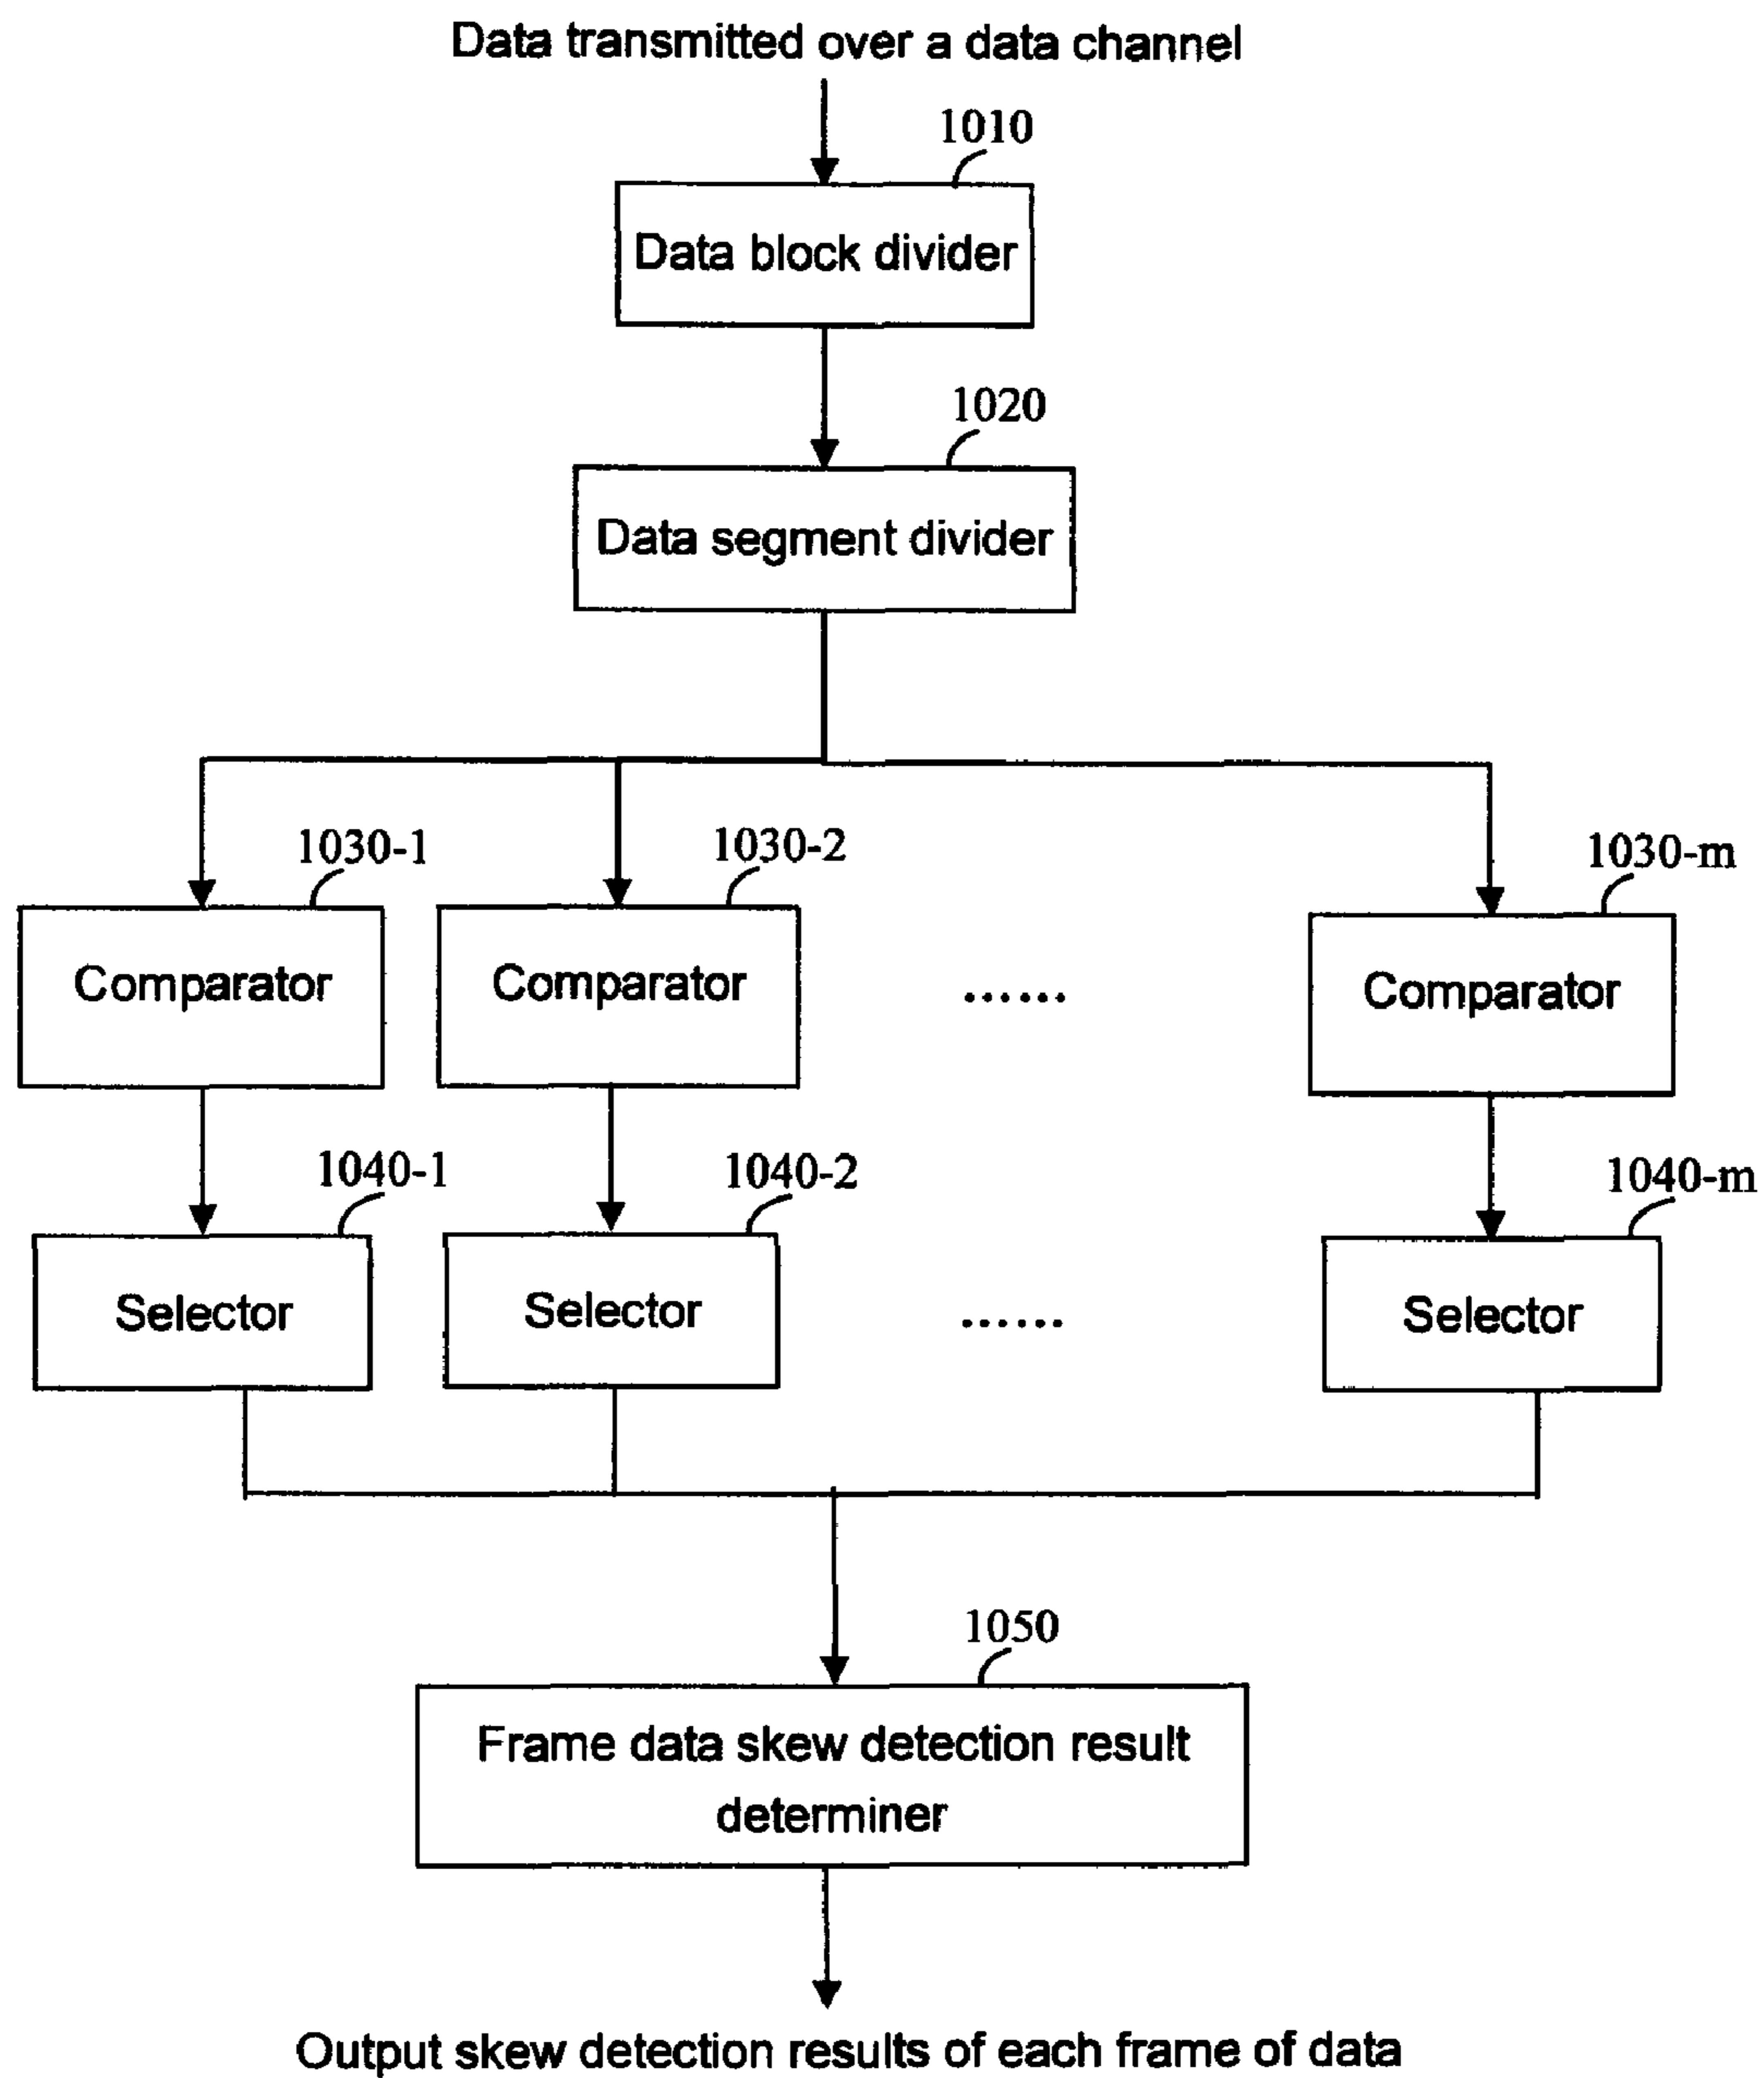 Data transmitted over a data channel
1010
Data block divider
1020
Data segment divider
1030-1
1030-2
1030-m
Comparator
Comparator
......
Comparator
1040-1
1040-2
1040-m
Selector
Selector
......
Selector
1050
Frame data skew detection result
determiner
Output skew detection results of each frame of data